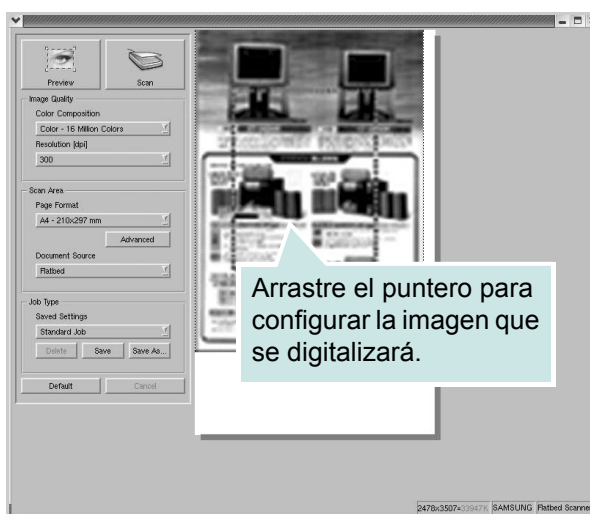 Preview
Scan
Image Quality
Color Composition
Color - 16 Million Colors
Resolution [dpi]
300
Scan Area
Page Format
A4 - 210x297 mm
Advanced
Document Source
Flatbed
Job Type
Saved Settings
Standard Job
Delete Save Save As...
Default Cancel
Arrastre el puntero para
configurar la imagen que
se digitalizará.
2478x3507=33947K SAMSUNG Flatbed Scanner